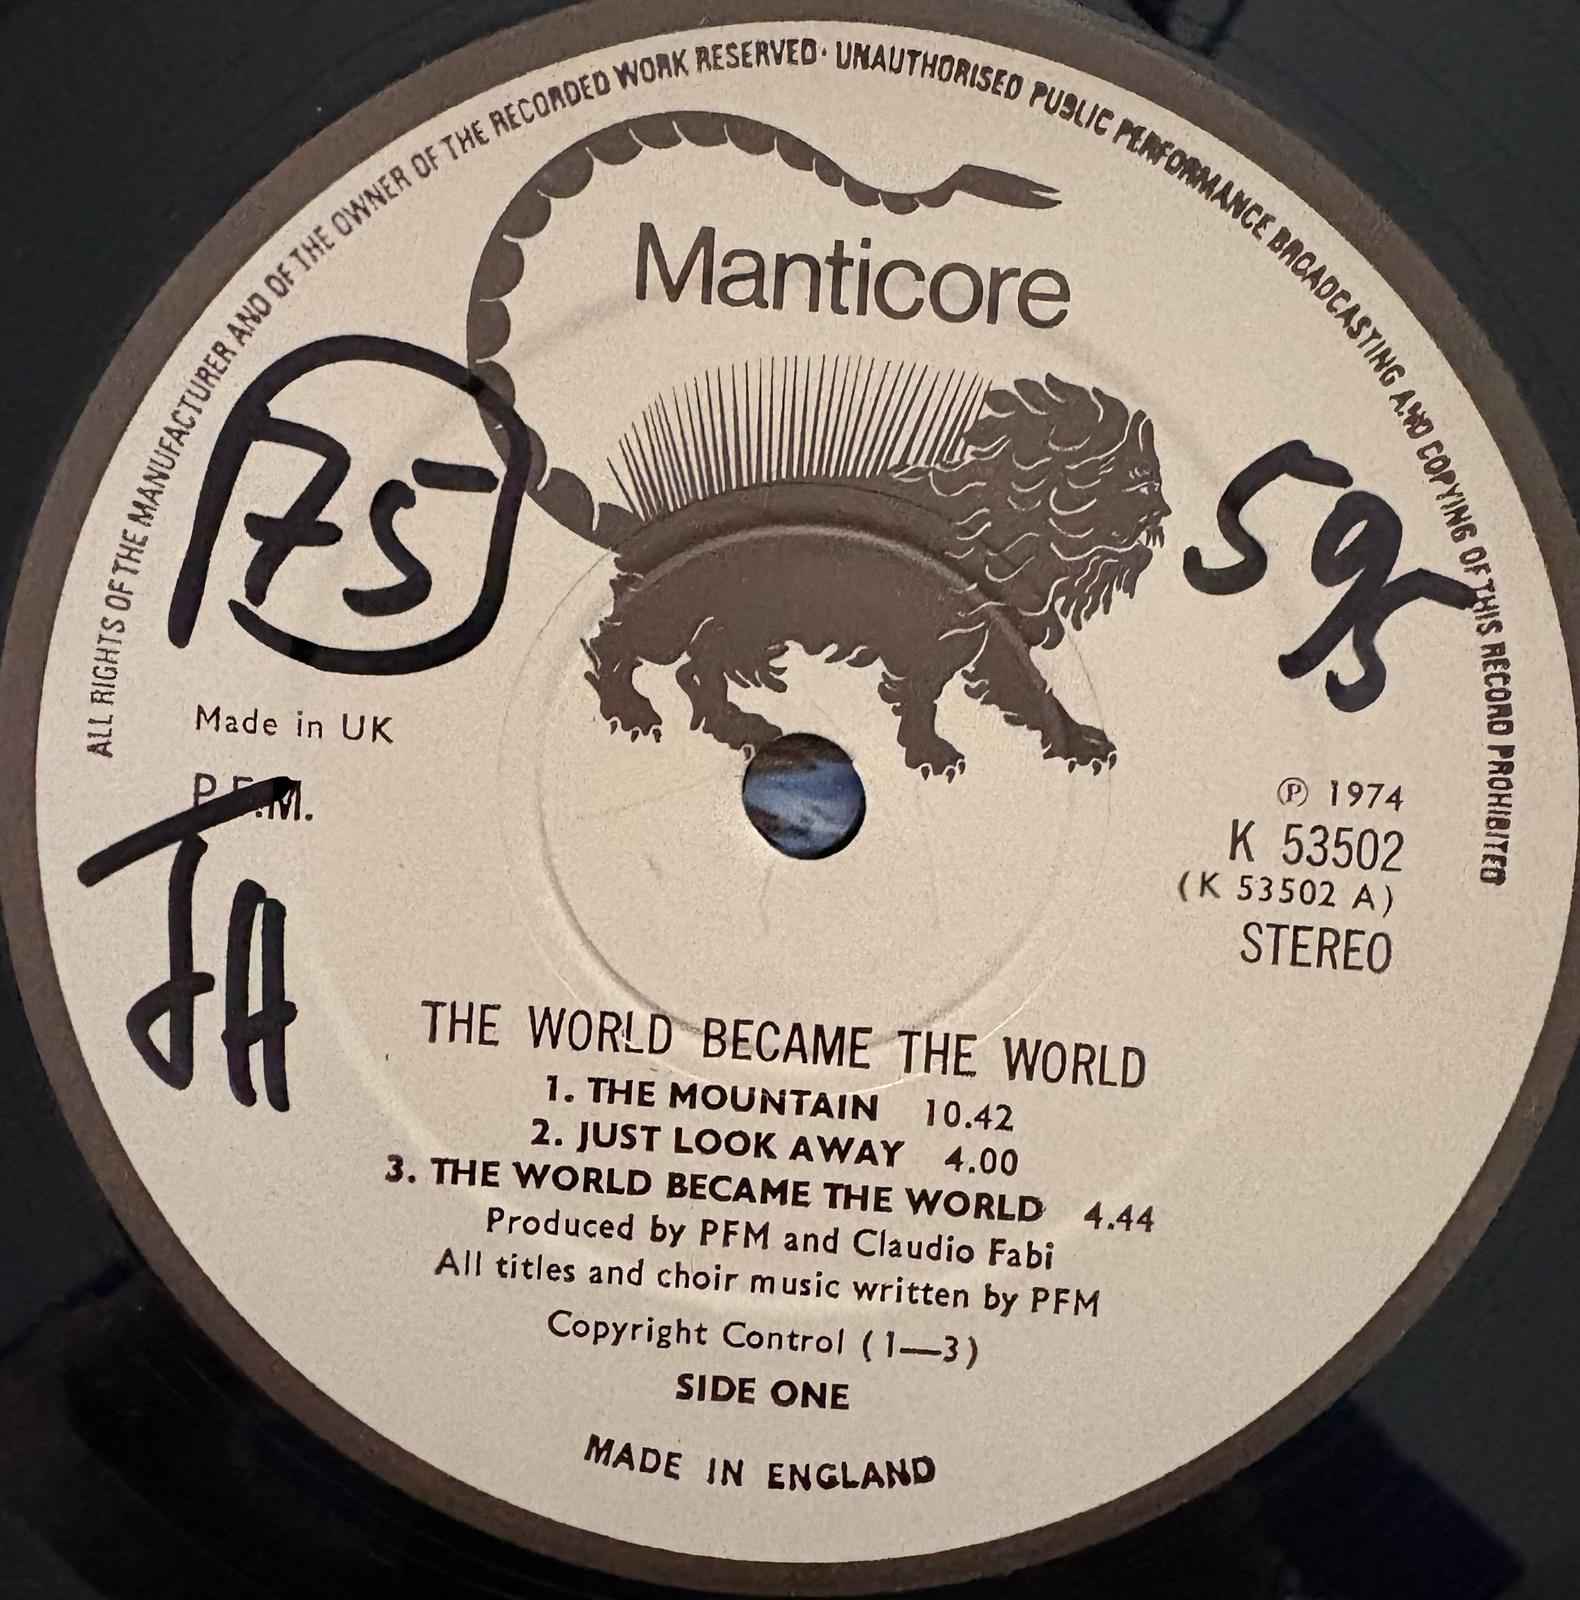 ALL RIGHTS OF THE MANUFACTURER AND OF THE OWNER OF THE RECORDED WORK RESERVED· UNAUTHORISED PUBLIC PERFORMANCE BROADCASTING AND COPYING OF THIS RECORD PROHIBITED
Manticore
75
595
Made in UK
P.F.M.
JA
℗ 1974
K 53502
(K 53502 A)
STEREO
THE WORLD BECAME THE WORLD
1. THE MOUNTAIN 10.42
2. JUST LOOK AWAY 4.00
3. THE WORLD BECAME THE WORLD 4.44
Produced by PFM and Claudio Fabi
All titles and choir music written by PFM
Copyright Control (1—3)
SIDE ONE
MADE IN ENGLAND